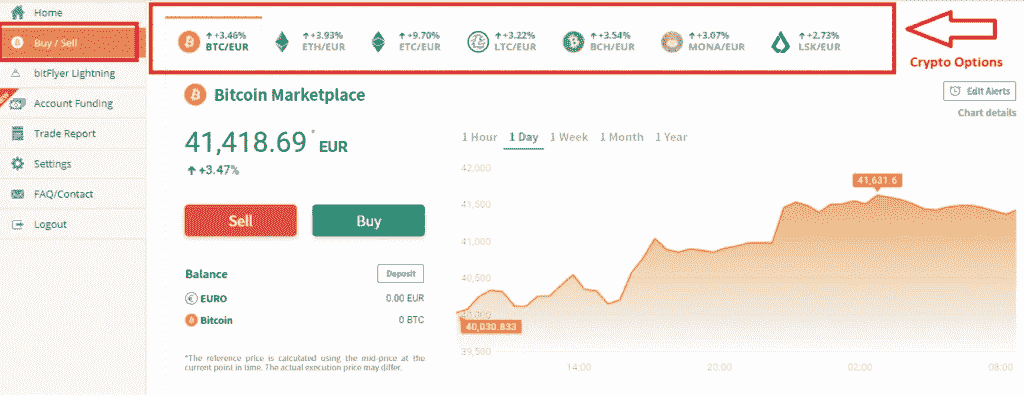 Home
Buy / Sell
bitFlyer Lightning
Account Funding
Trade Report
Settings
FAQ/Contact
Logout
+3.46%
BTC/EUR
+3.93%
ETH/EUR
+9.70%
ETC/EUR
+3.22%
LTC/EUR
+3.54%
BCH/EUR
+3.07%
MONA/EUR
+2.73%
LSK/EUR
Crypto Options
Bitcoin Marketplace
Edit Alerts
Chart details
41,418.69* EUR
+3.47%
Sell
Buy
Balance
Deposit
EURO 0.00 EUR
Bitcoin 0 BTC
*The reference price is calculated using the mid-price at the
current point in time. The actual execution price may differ.
1 Hour 1 Day 1 Week 1 Month 1 Year
42,000
41,631.6
41,500
41,000
40,500
40,000
40,030.833
39,500
14:00 20:00 02:00 08:00